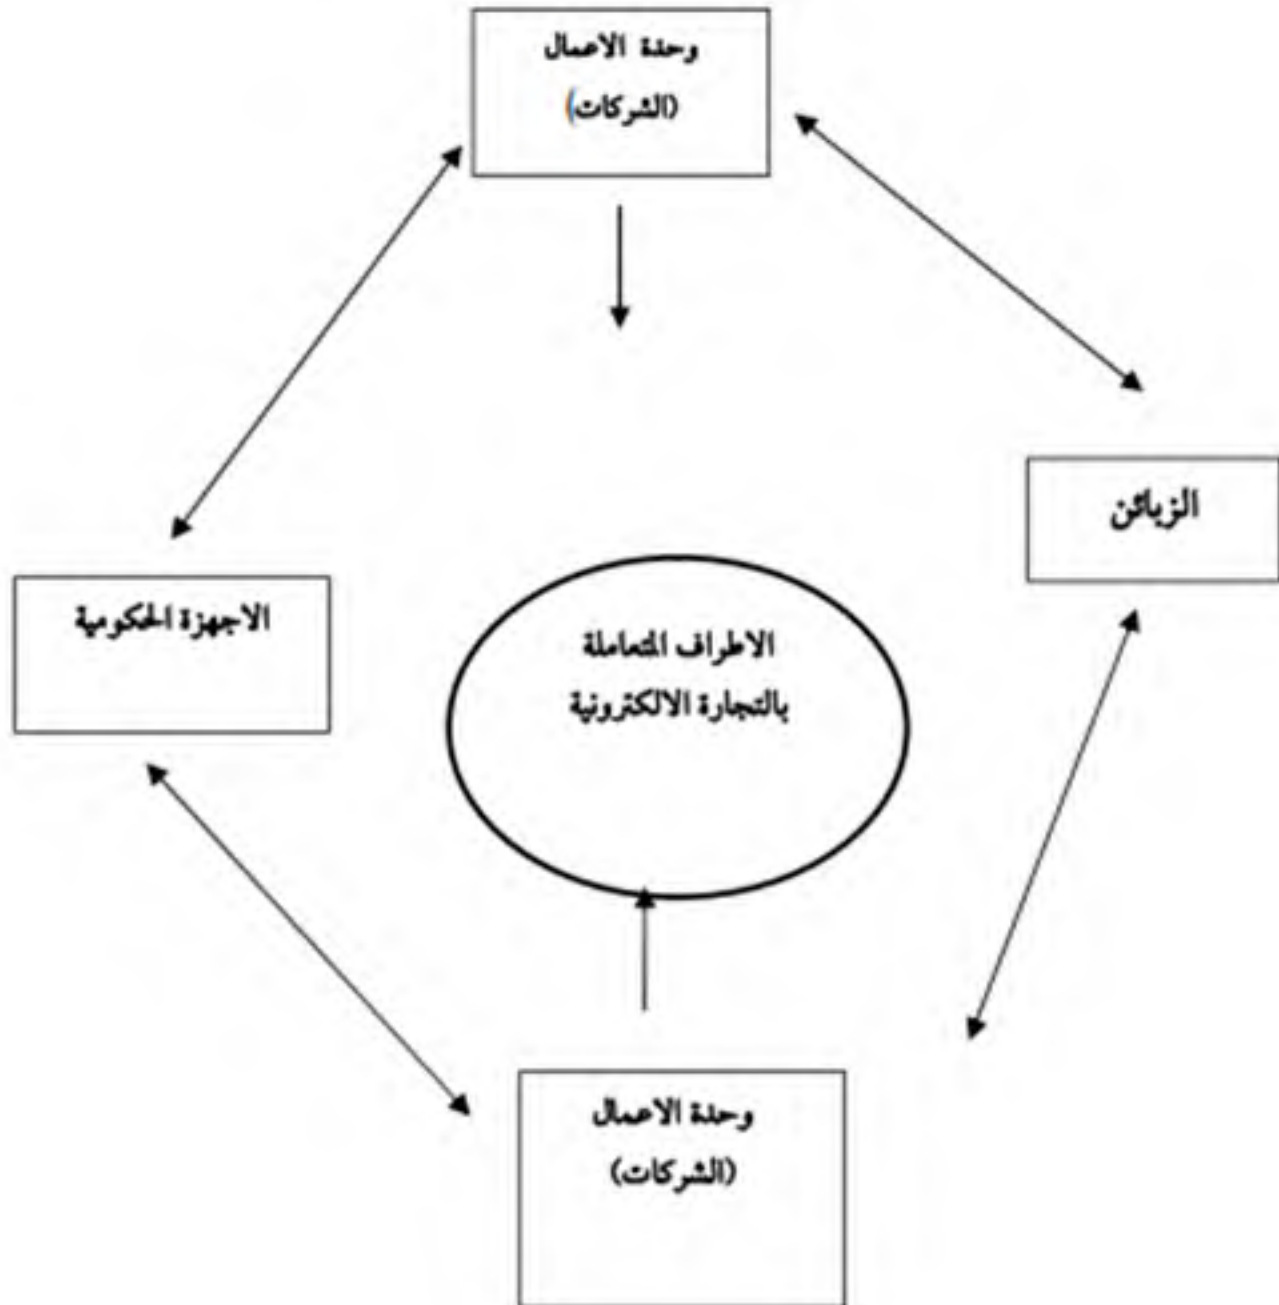 وحدة الاعمال
(الشركات)
الزبائن
الاجهزة الحكومية
الاطراف المتعاملة
بالتجارة الالكترونية
وحدة الاعمال
(الشركات)